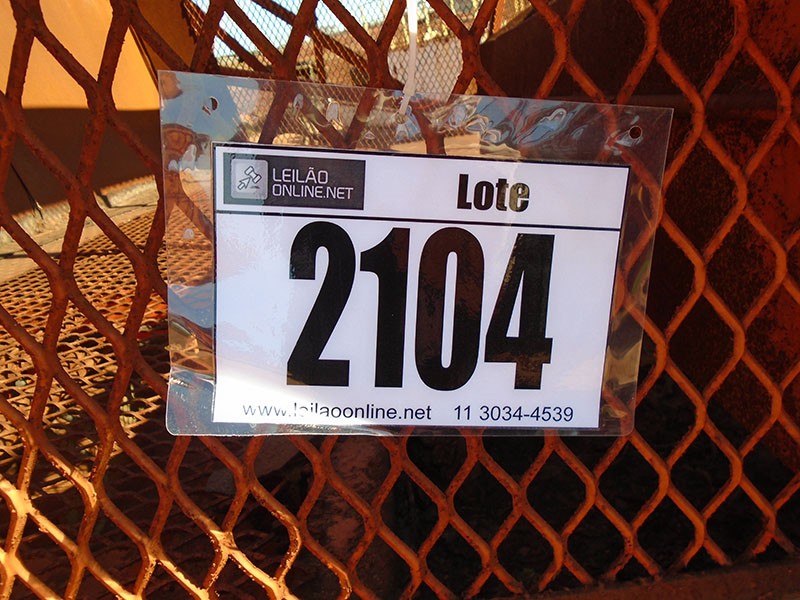 LEILÃO
ONLINE.NET
Lote
2104
www.leilaoonline.net 11 3034-4539